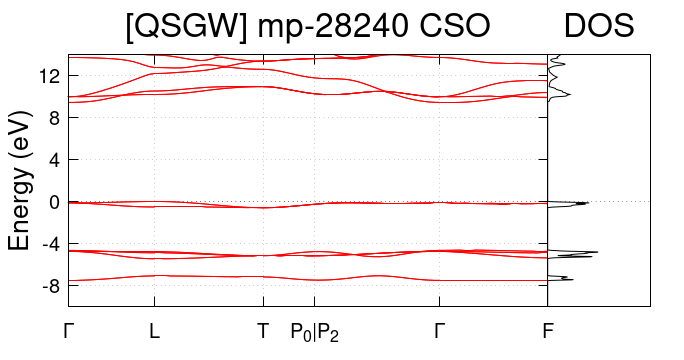 [QSGW] mp-28240 CSO DOS
Energy (eV)
12
8
4
0
-4
-8
Γ L T P₀|P₂ Γ F